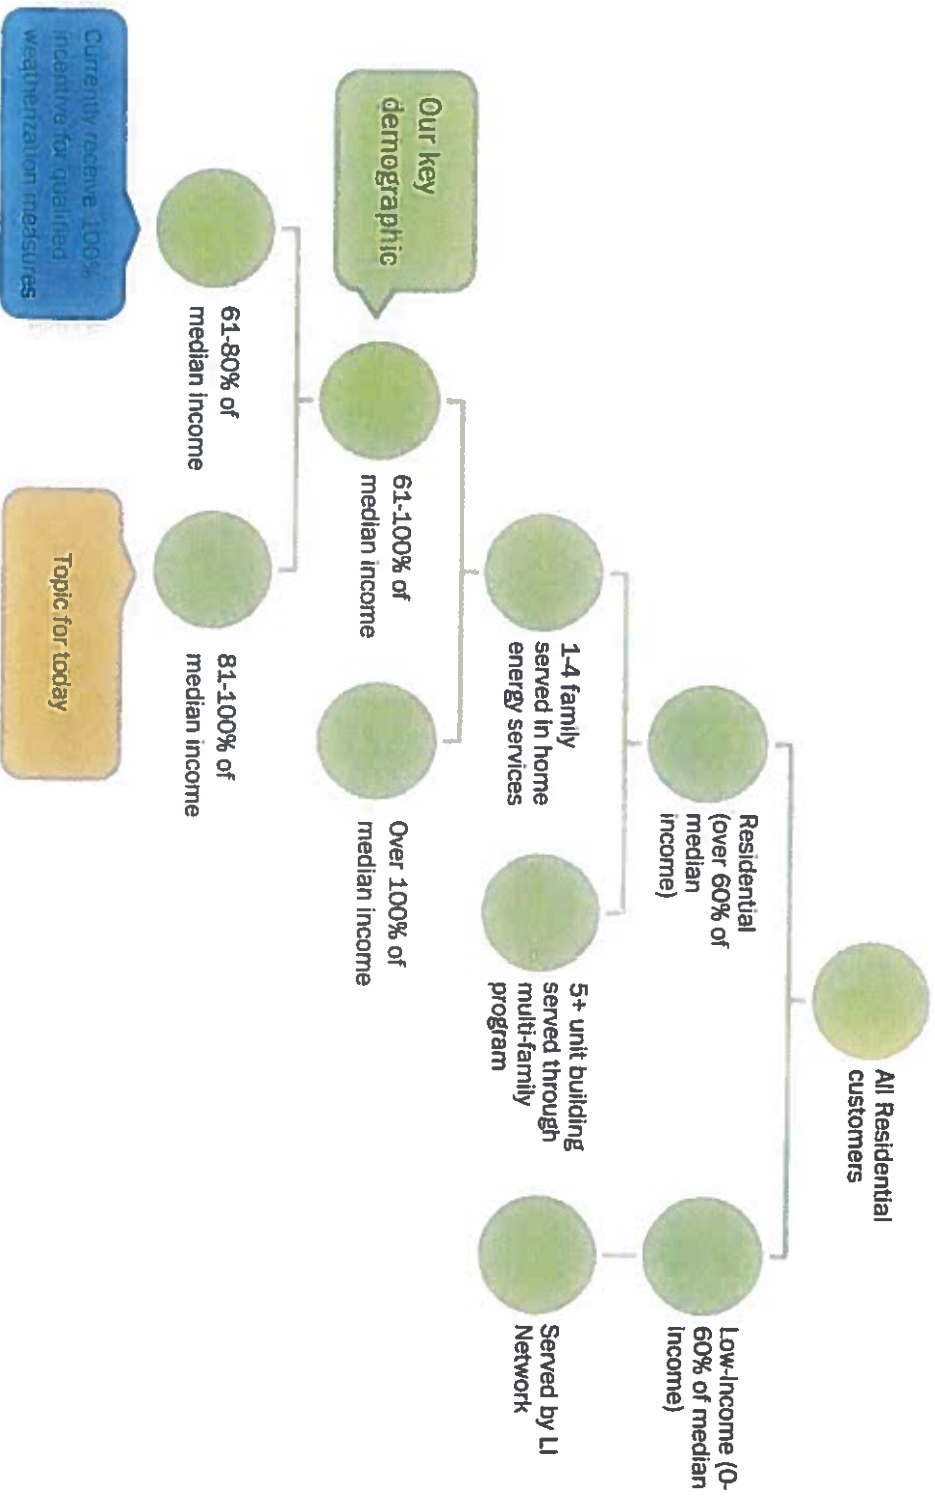 All Residential
customers
Residential
(over 60% of
median
income)
Low-Income (0-
60% of median
income)
1-4 family
served in home
energy services
5+ unit building
served through
multi-family
program
Served by LI
Network
Our key
demographic
61-100% of
median income
Over 100% of
median income
61-80% of
median income
81-100% of
median income
Currently receive 100%
incentive for qualified
weatherization measures
Topic for today